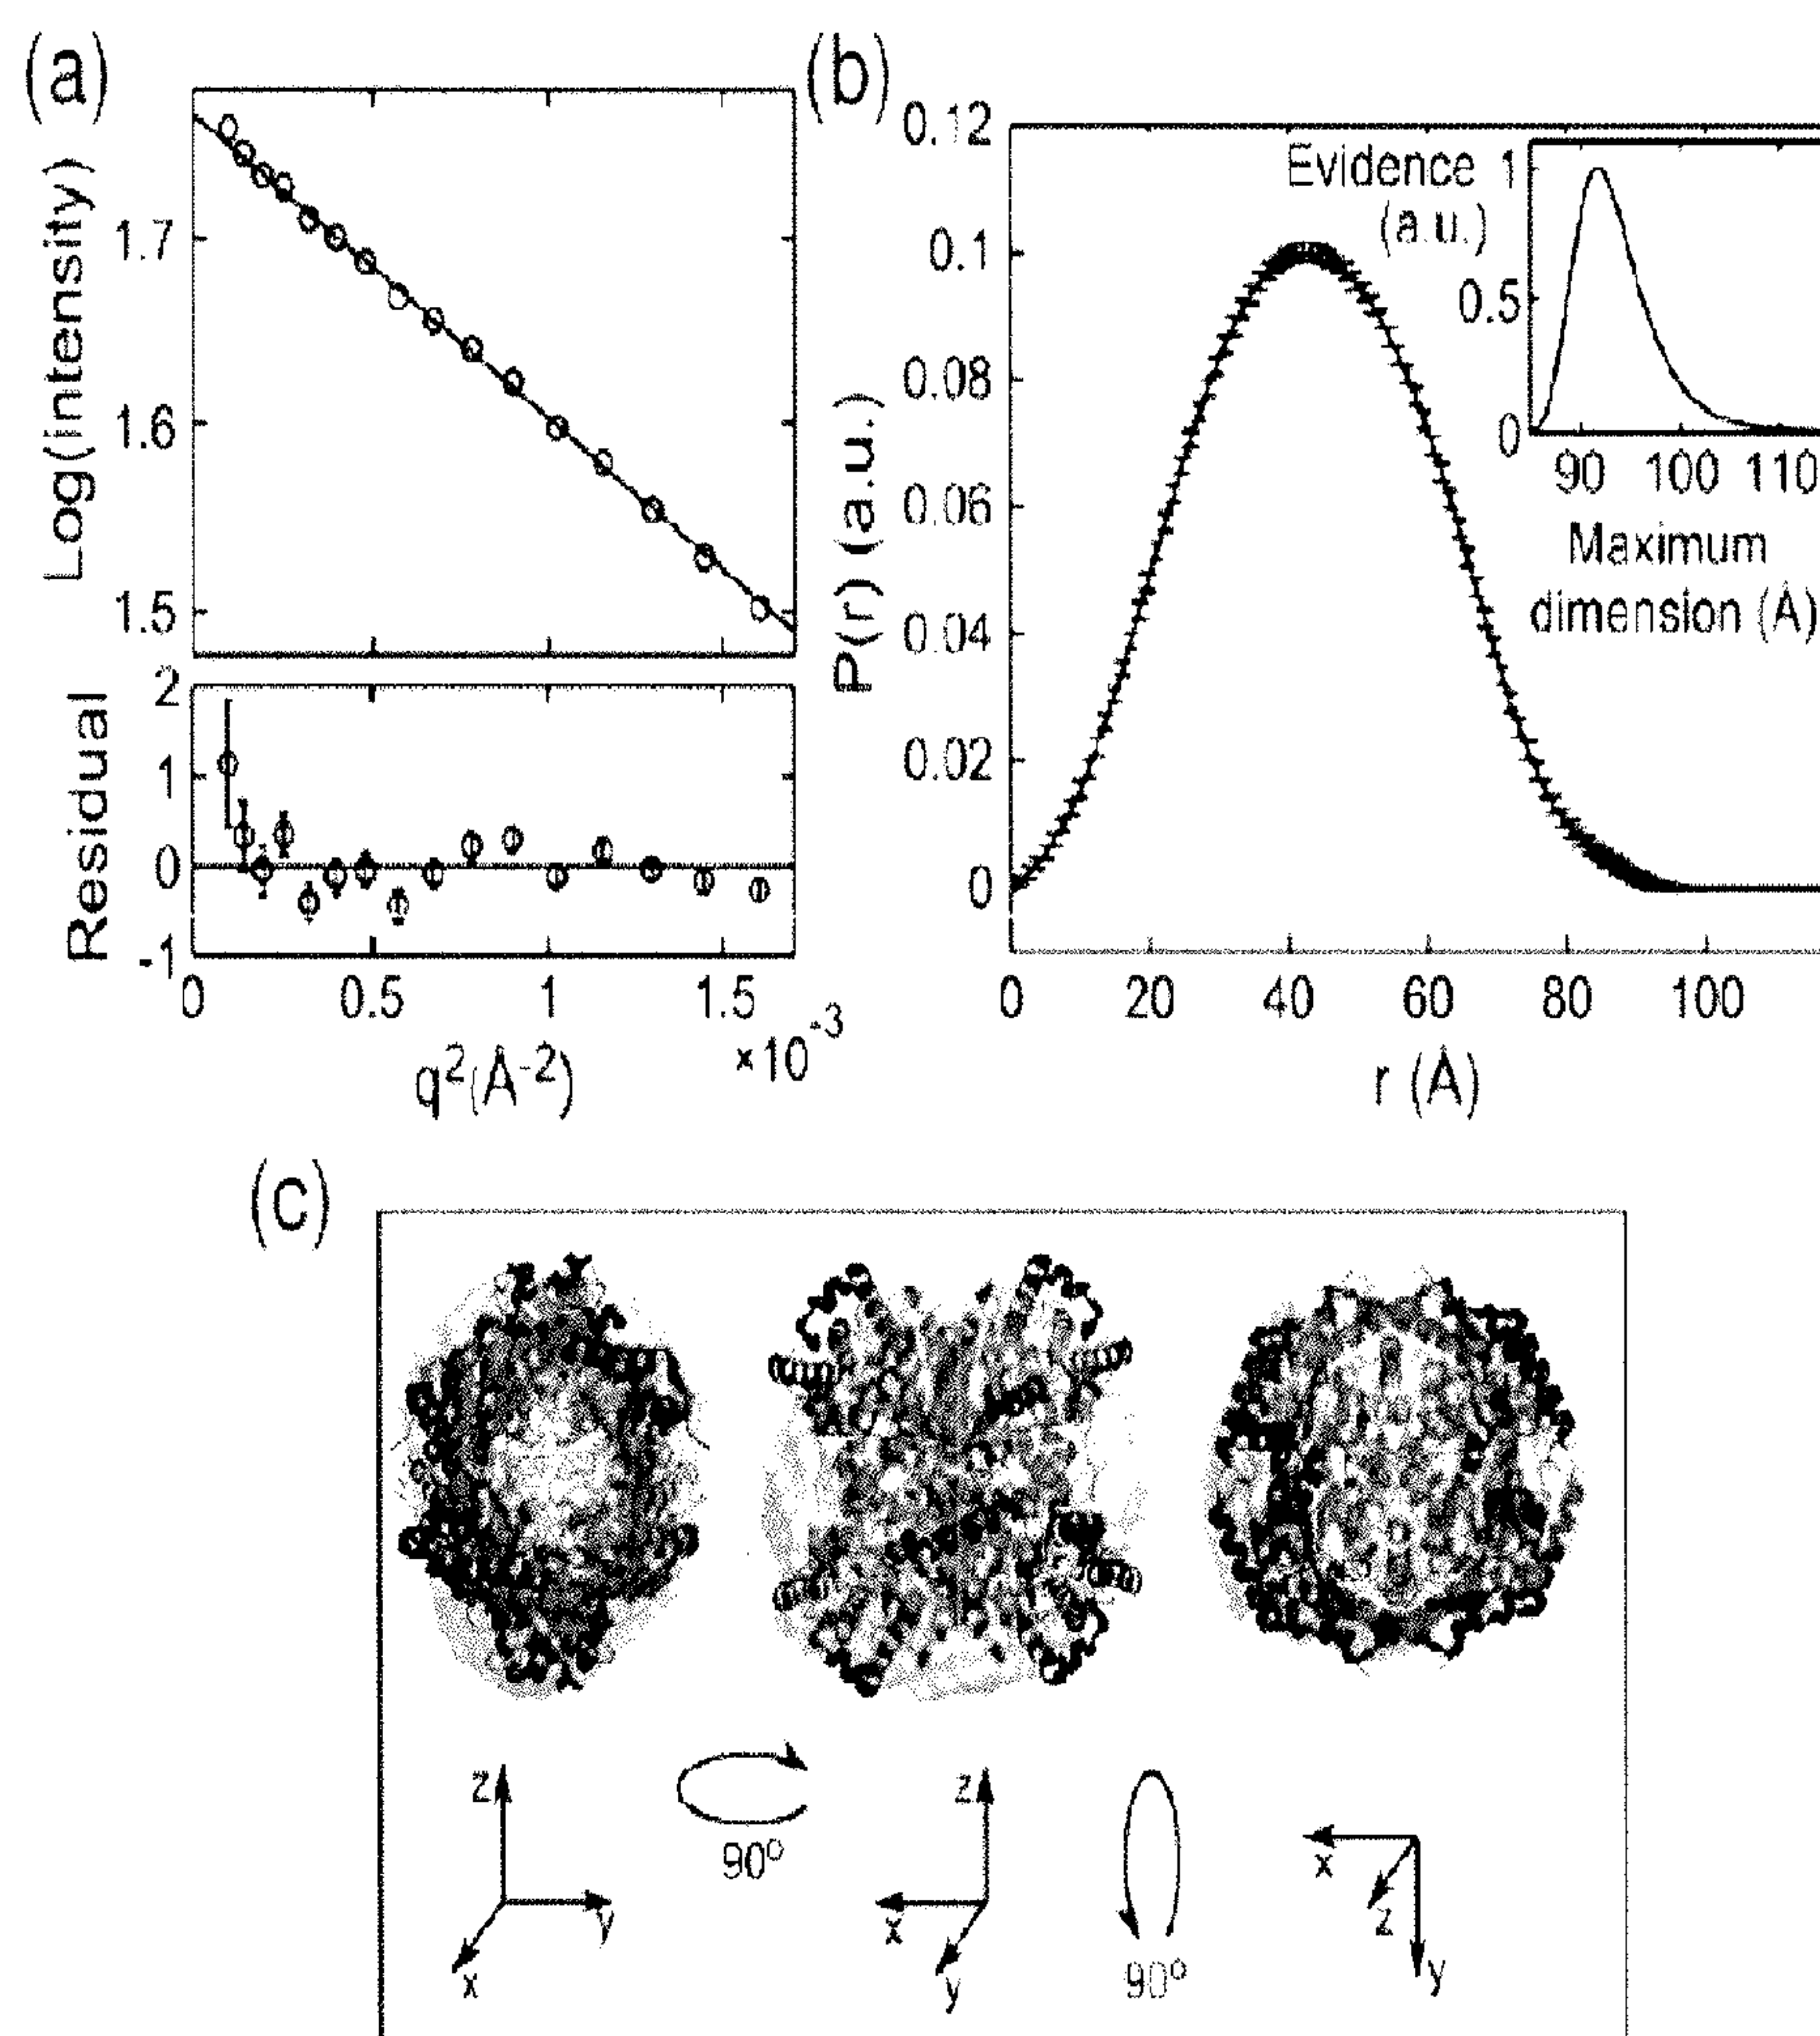 (a)
Log(intensity)
1.7
1.6
1.5
Residual
2
1
0
-1
0 0.5 1 1.5
×10-3
q2(Å-2)
(b)
P(r) (a.u.)
0.12
0.1
0.08
0.06
0.04
0.02
0
0 20 40 60 80 100
r (Å)
Evidence
(a.u.)
1
0.5
0
90 100 110
Maximum
dimension (Å)
(c)
z
y
x
90º
z
x
y
90º
x
z
y